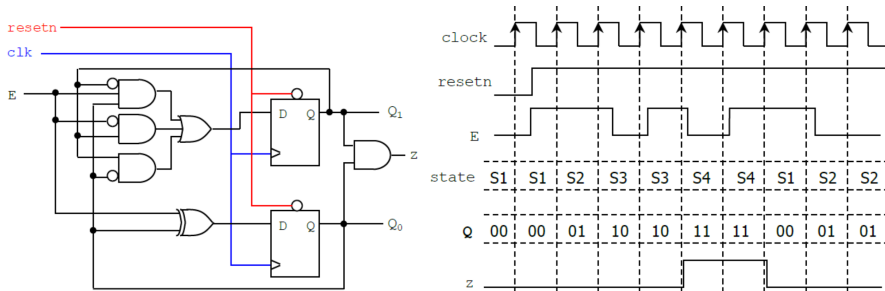 resetn
clk
E
D Q
Q1
z
D Q
Q0
clock
resetn
E
state S1 S1 S2 S3 S3 S4 S4 S1 S2 S2
Q 00 00 01 10 10 11 11 00 01 01
z